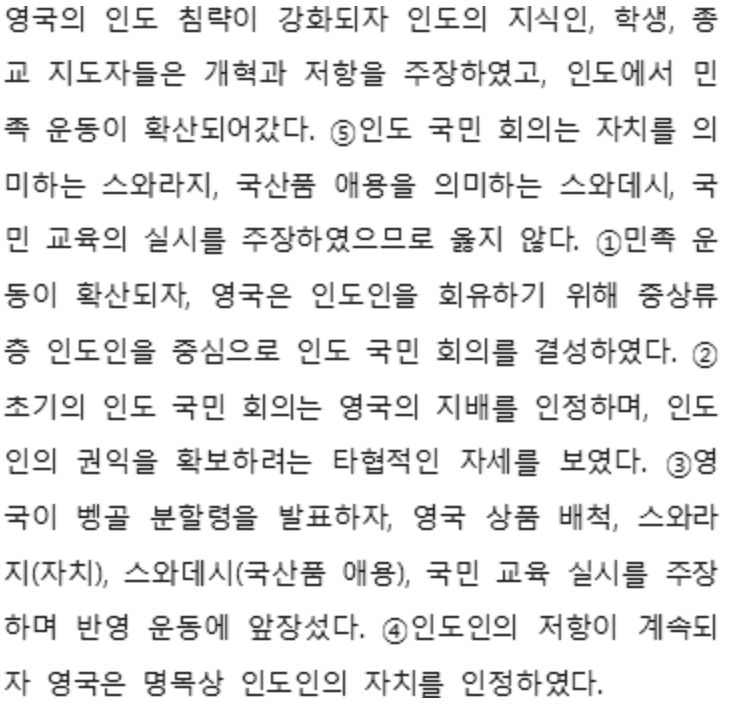 영국의 인도 침략이 강화되자 인도의 지식인, 학생, 종
교 지도자들은 개혁과 저항을 주장하였고, 인도에서 민
족 운동이 확산되어갔다. ⑤인도 국민 회의는 자치를 의
미하는 스와라지, 국산품 애용을 의미하는 스와데시, 국
민 교육의 실시를 주장하였으므로 옳지 않다. ①민족 운
동이 확산되자, 영국은 인도인을 회유하기 위해 중상류
층 인도인을 중심으로 인도 국민 회의를 결성하였다. ②
초기의 인도 국민 회의는 영국의 지배를 인정하며, 인도
인의 권익을 확보하려는 타협적인 자세를 보였다. ③영
국이 벵골 분할령을 발표하자, 영국 상품 배척, 스와라
지(자치), 스와데시(국산품 애용), 국민 교육 실시를 주장
하며 반영 운동에 앞장섰다. ④인도인의 저항이 계속되
자 영국은 명목상 인도인의 자치를 인정하였다.